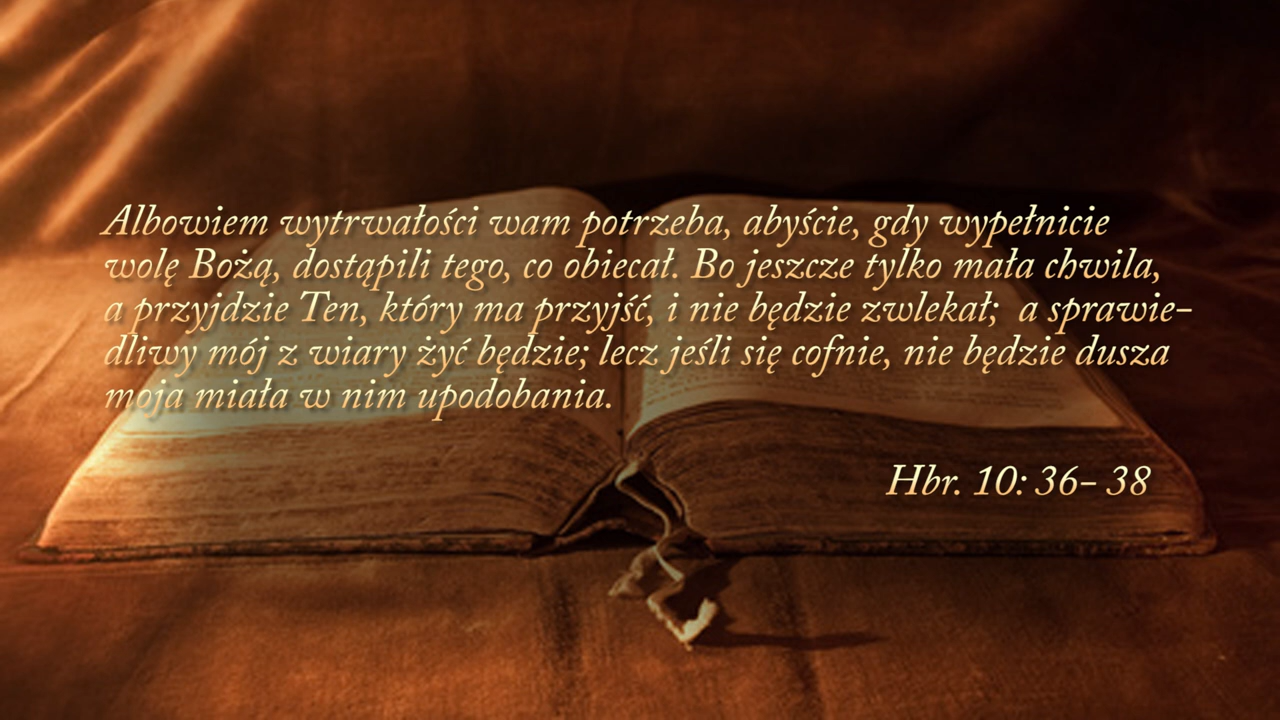 Albowiem wytrwałości wam potrzeba, abyście, gdy wypełnicie
wolę Bożą, dostąpili tego, co obiecał. Bo jeszcze tylko mała chwila,
a przyjdzie Ten, który ma przyjść, i nie będzie zwlekał;  a sprawie-
dliwy mój z wiary żyć będzie; lecz jeśli się cofnie, nie będzie dusza
moja miała w nim upodobania.
Hbr. 10: 36- 38